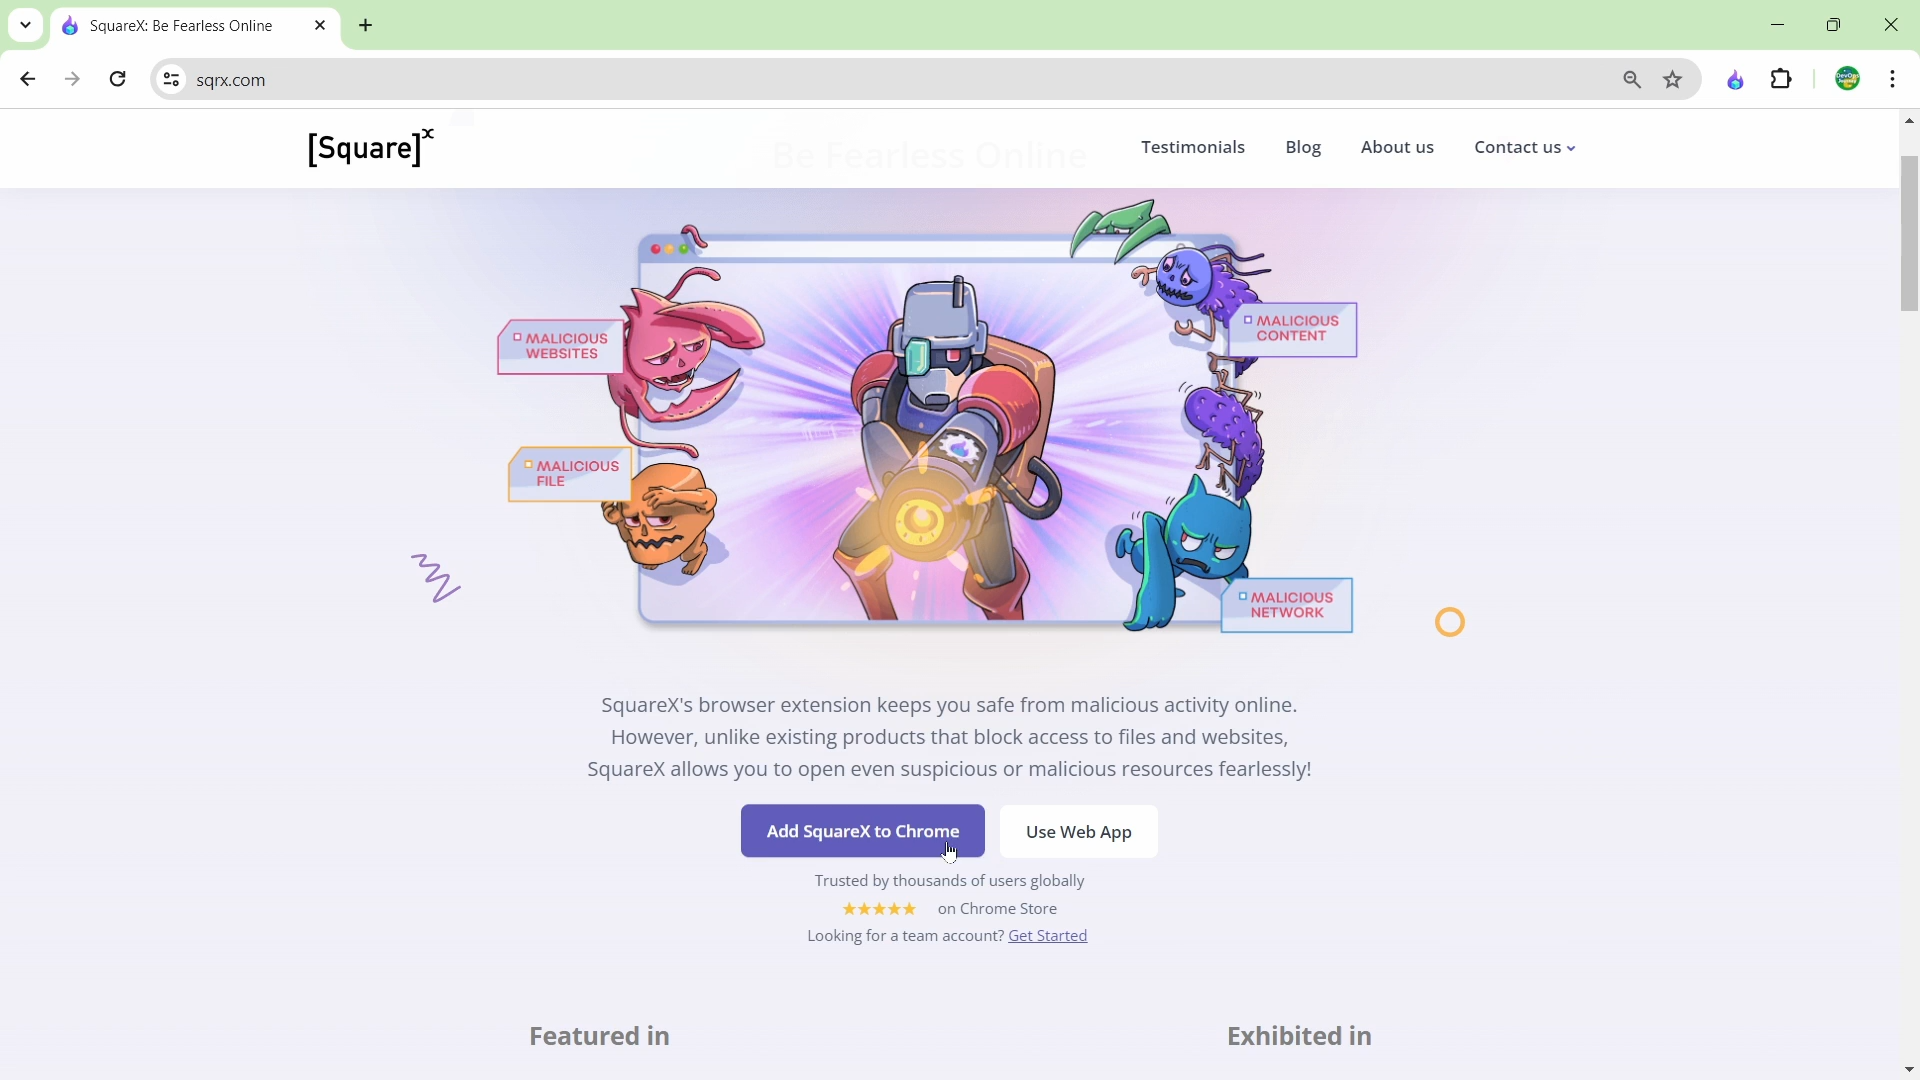 SquareX: Be Fearless Online
sqrx.com
[Square]x
Be Fearless Online
Testimonials
Blog
About us
Contact us
MALICIOUS
WEBSITES
MALICIOUS
CONTENT
MALICIOUS
FILE
MALICIOUS
NETWORK
SquareX's browser extension keeps you safe from malicious activity online.
However, unlike existing products that block access to files and websites,
SquareX allows you to open even suspicious or malicious resources fearlessly!
Add SquareX to Chrome
Use Web App
Trusted by thousands of users globally
on Chrome Store
Looking for a team account? Get Started
Featured in
Exhibited in